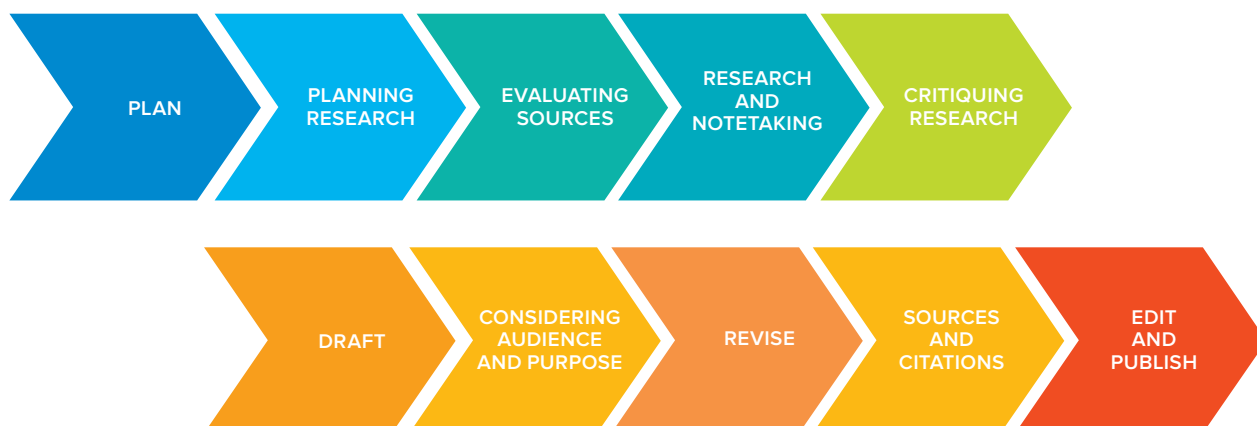 PLAN
PLANNING
RESEARCH
EVALUATING
SOURCES
RESEARCH
AND
NOTETAKING
CRITIQUING
RESEARCH
DRAFT
CONSIDERING
AUDIENCE
AND PURPOSE
REVISE
SOURCES
AND
CITATIONS
EDIT
AND
PUBLISH